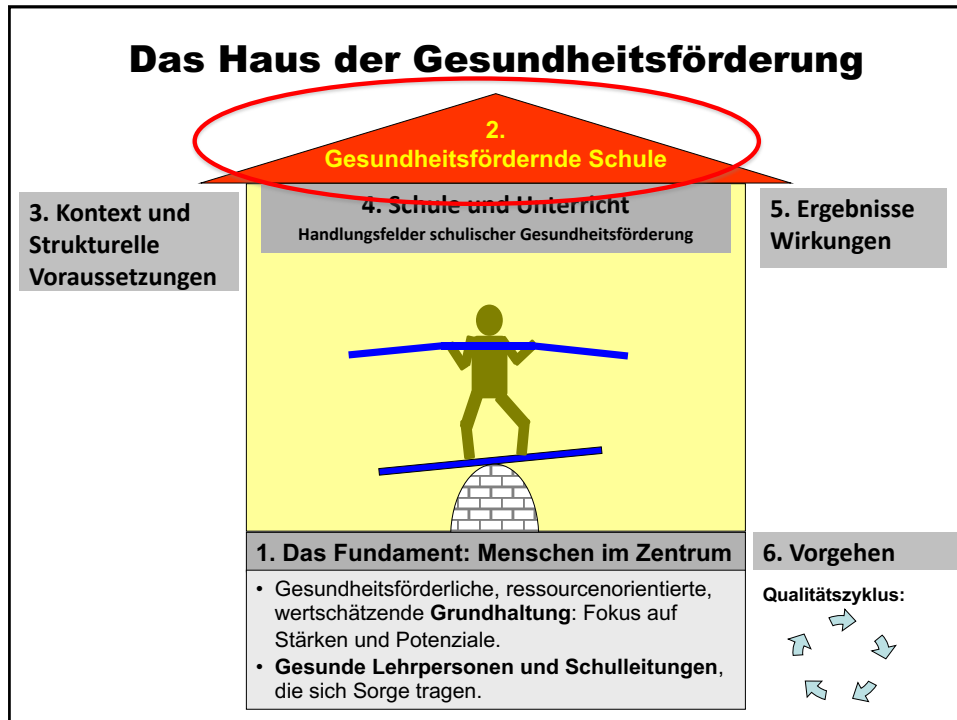 Das Haus der Gesundheitsförderung
2.
Gesundheitsfördernde Schule
3. Kontext und
Strukturelle
Voraussetzungen
4. Schule und Unterricht
Handlungsfelder schulischer Gesundheitsförderung
5. Ergebnisse
Wirkungen
1. Das Fundament: Menschen im Zentrum
• Gesundheitsförderliche, ressourcenorientierte,
wertschätzende Grundhaltung: Fokus auf
Stärken und Potenziale.
• Gesunde Lehrpersonen und Schulleitungen,
die sich Sorge tragen.
6. Vorgehen
Qualitätszyklus: